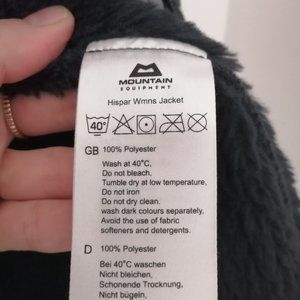 MOUNTAIN
EQUIPMENT
Hispar Wmns Jacket
40°
GB 100% Polyester
Wash at 40°C,
Do not bleach,
Tumble dry at low temperature,
Do not iron
Do not dry clean.
wash dark colours separately,
Avoid the use of fabric
softeners and detergents.
D 100% Polyester
Bei 40°C waschen
Nicht bleichen,
Schonende Trocknung,
Nicht bügeln,